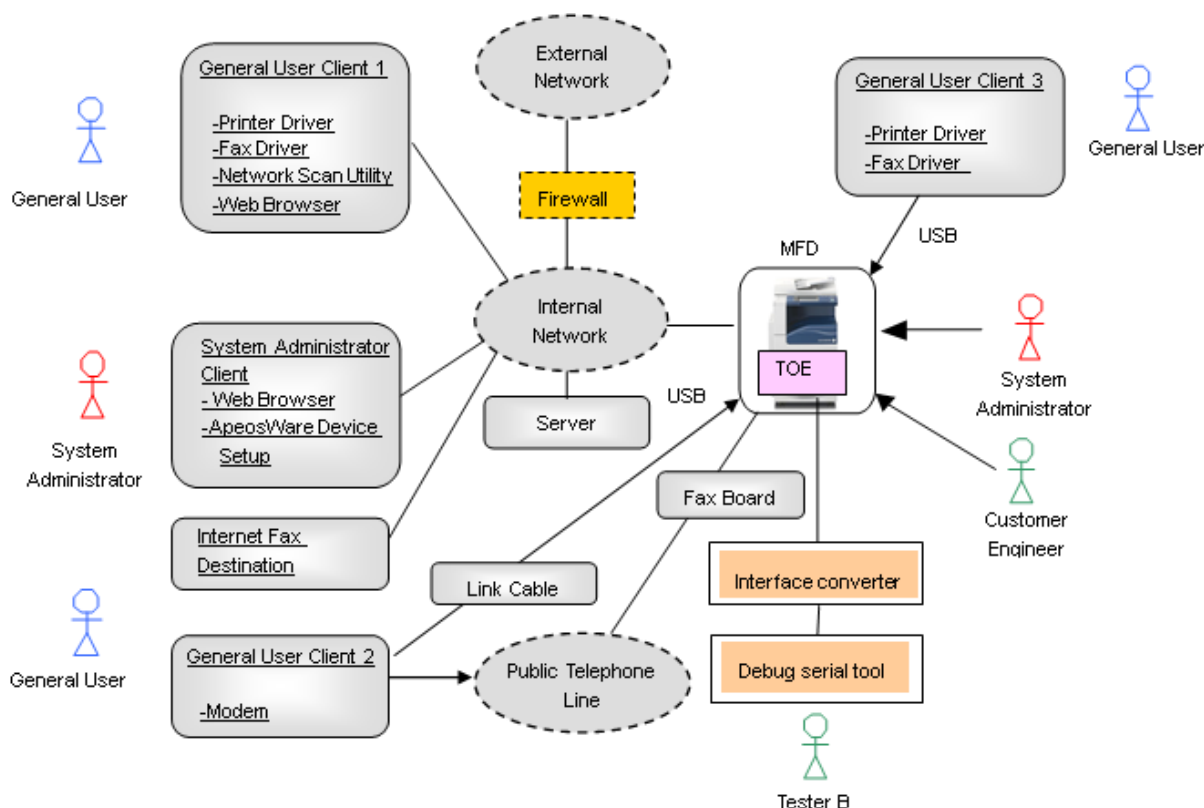 External
Network
General User Client 1
-Printer Driver
-Fax Driver
-Network Scan Utility
-Web Browser
General User
General User Client 3
-Printer Driver
-Fax Driver
General User
Firewall
USB
MFD
Internal
Network
TOE
System Administrator
Client
- Web Browser
-ApeosWare Device
Setup
System
Administrator
System
Administrator
USB
Server
Fax Board
Customer
Engineer
Internet Fax
Destination
Link Cable
Interface converter
General User
General User Client 2
-Modem
Public Telephone
Line
Debug serial tool
Tester B